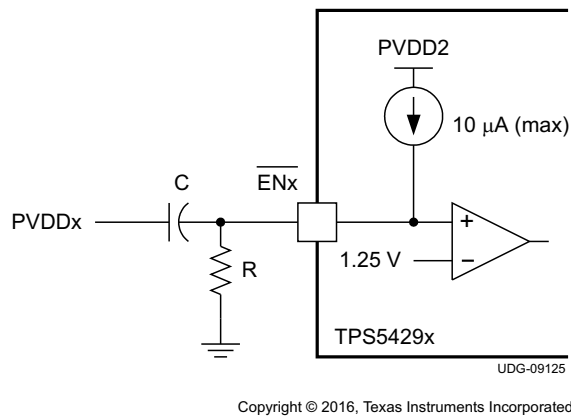 PVDD2
10 μA (max)
C
ENx
PVDDx
R
+
1.25 V
−
TPS5429x
UDG-09125
Copyright © 2016, Texas Instruments Incorporated